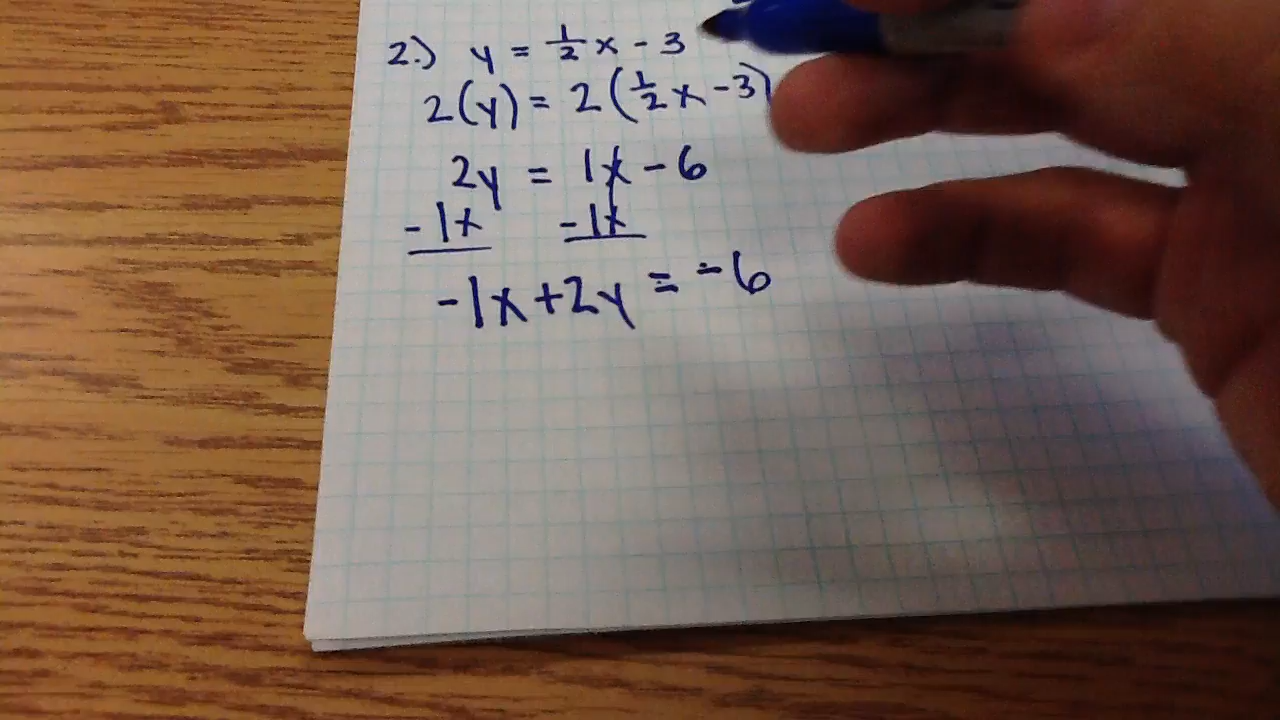 2.) y = 1/2 x - 3
2(y) = 2(1/2 x - 3)
2y = 1x - 6
-1x -1x
-1x + 2y = -6